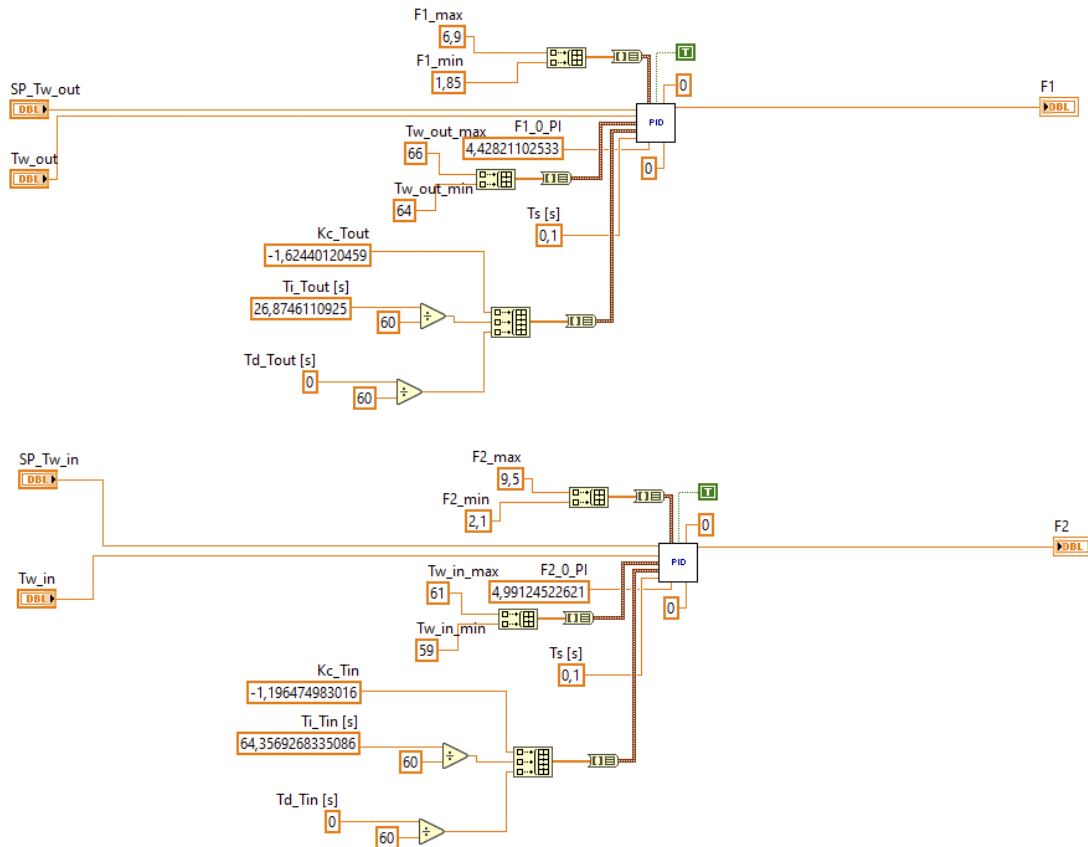 F1_max
6,9
F1_min
1,85
T
0
SP_Tw_out
DBL
F1
DBL
PID
Tw_out_max
F1_0_PI
4,42821102533
66
Tw_out
DBL
0
Tw_out_min
64
Ts [s]
0,1
Kc_Tout
-1,62440120459
Ti_Tout [s]
26,8746110925
60
÷
Td_Tout [s]
0
60
÷
SP_Tw_in
DBL
F2_max
9,5
F2_min
2,1
T
0
F2
DBL
PID
Tw_in
DBL
Tw_in_max
61
F2_0_PI
4,99124522621
0
Tw_in_min
59
Ts [s]
0,1
Kc_Tin
-1,196474983016
Ti_Tin [s]
64,3569268335086
60
÷
Td_Tin [s]
0
60
÷